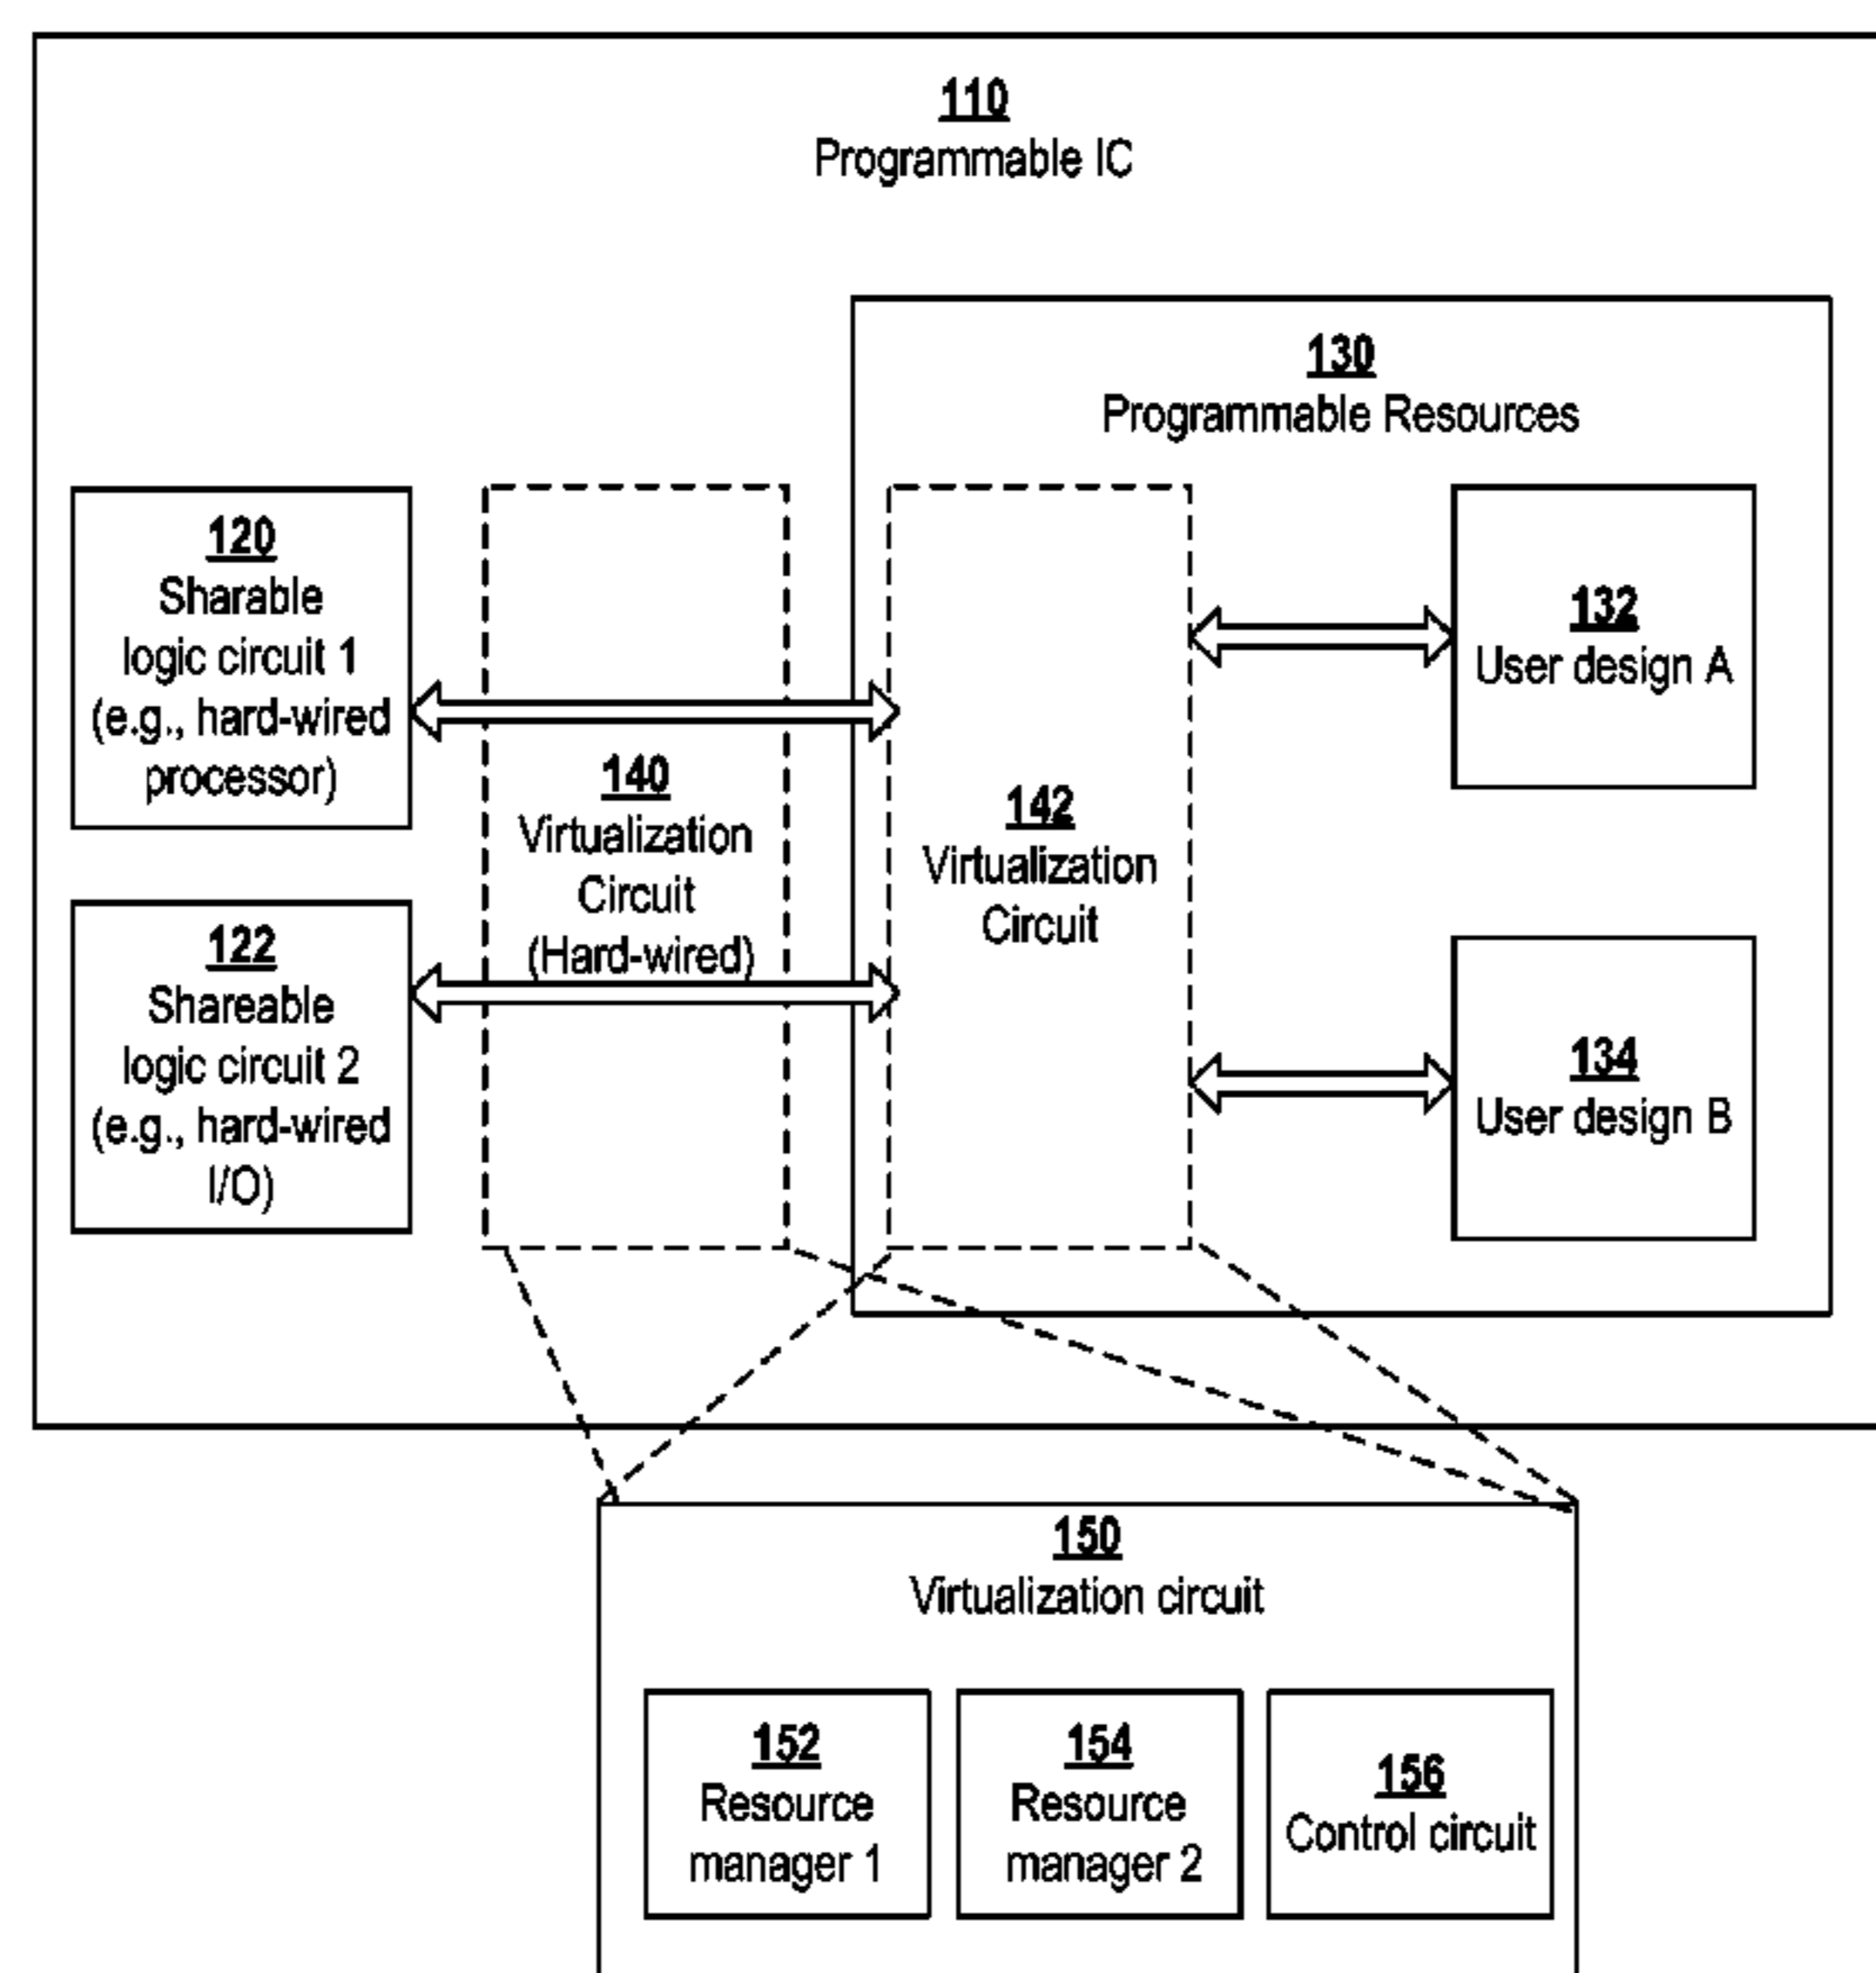 110
Programmable IC
130
Programmable Resources
120
Sharable
logic circuit 1
(e.g., hard-wired
processor)
140
Virtualization
Circuit
(Hard-wired)
142
Virtualization
Circuit
132
User design A
122
Shareable
logic circuit 2
(e.g., hard-wired
I/O)
134
User design B
150
Virtualization circuit
152
Resource
manager 1
154
Resource
manager 2
156
Control circuit